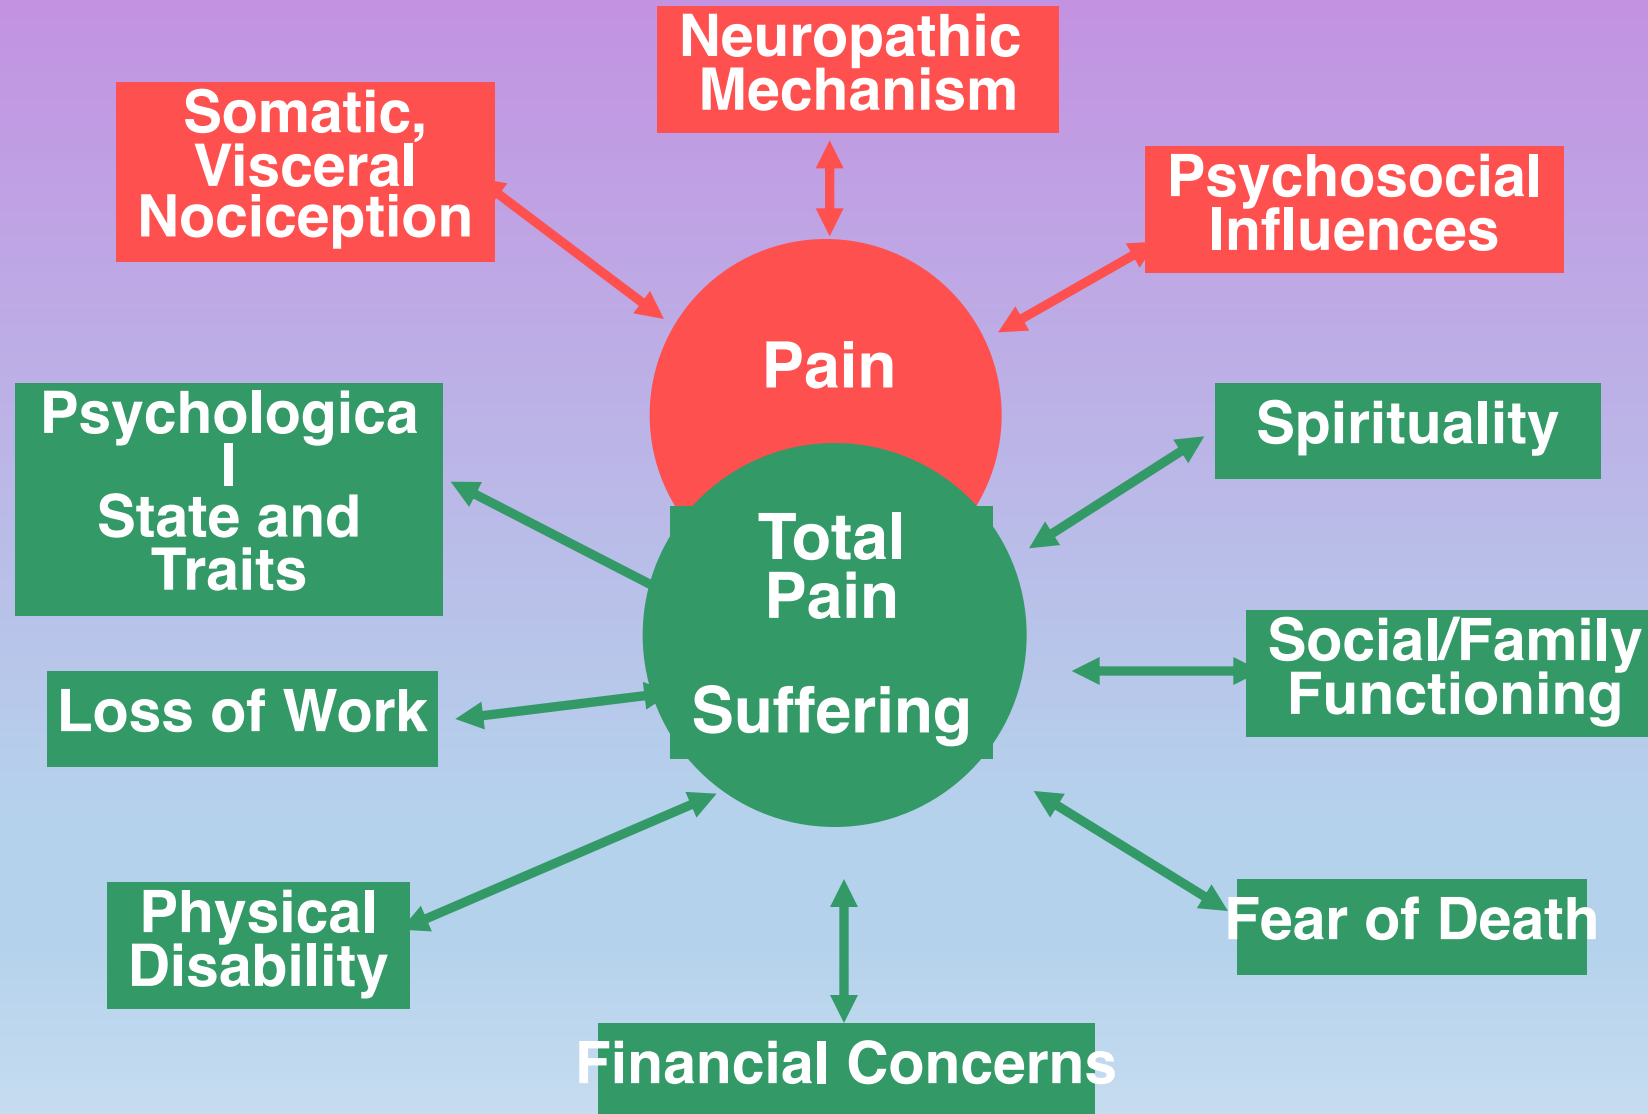 Neuropathic
Mechanism
Somatic,
Visceral
Nociception
Psychosocial
Influences
Pain
Psychologica
l
State and
Traits
Spirituality
Total
Pain
Suffering
Social/Family
Functioning
Loss of Work
Physical
Disability
Fear of Death
Financial Concerns